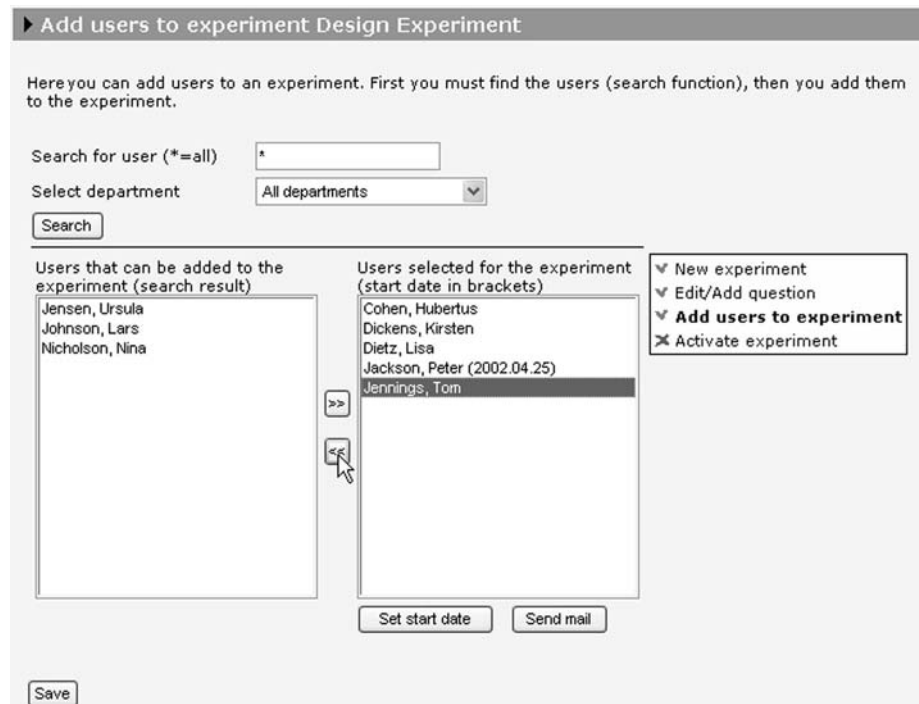 Add users to experiment Design Experiment
Here you can add users to an experiment. First you must find the users (search function), then you add them
to the experiment.
Search for user (*=all)
*
Select department
All departments
Search
Users that can be added to the
experiment (search result)
Jensen, Ursula
Johnson, Lars
Nicholson, Nina
>>
<<
Users selected for the experiment
(start date in brackets)
Cohen, Hubertus
Dickens, Kirsten
Dietz, Lisa
Jackson, Peter (2002.04.25)
Jennings, Tom
Set start date
Send mail
New experiment
Edit/Add question
Add users to experiment
Activate experiment
Save